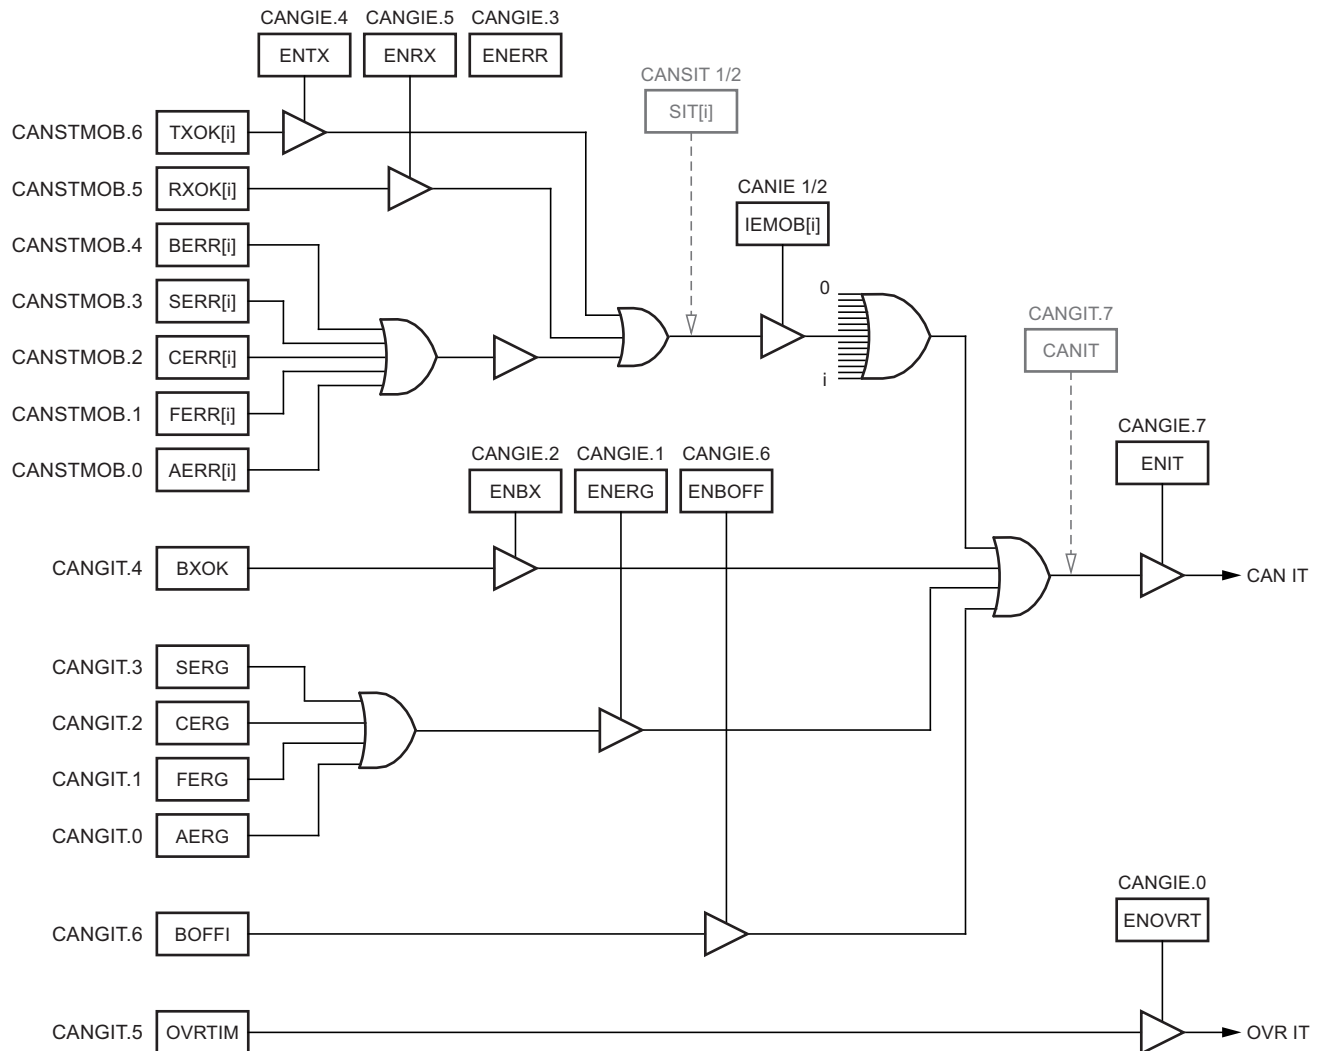 CANGIE.4 CANGIE.5 CANGIE.3
ENTX ENRX ENERR
CANSIT 1/2
SIT[i]
CANSTMOB.6 TXOK[i]
CANSTMOB.5 RXOK[i]
CANIE 1/2
IEMOB[i]
CANSTMOB.4 BERR[i]
CANSTMOB.3 SERR[i]
0
CANGIT.7
CANIT
CANSTMOB.2 CERR[i]
i
CANSTMOB.1 FERR[i]
CANGIE.7
ENIT
CANSTMOB.0 AERR[i]
CANGIE.2 CANGIE.1 CANGIE.6
ENBX ENERG ENBOFF
CANGIT.4 BXOK
CAN IT
CANGIT.3 SERG
CANGIT.2 CERG
CANGIT.1 FERG
CANGIT.0 AERG
CANGIE.0
ENOVRT
CANGIT.6 BOFFI
CANGIT.5 OVRTIM
OVR IT